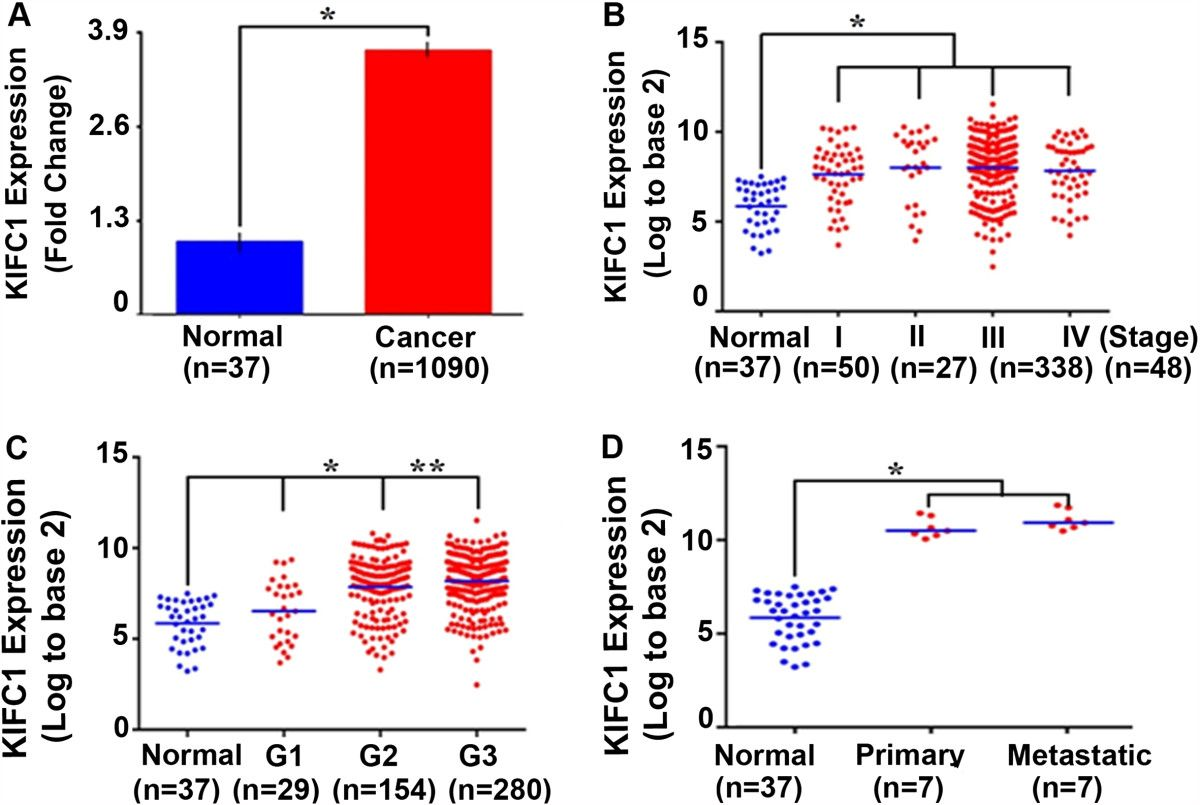 A
KIFC1 Expression
(Fold Change)
3.9
2.6
1.3
0
*
Normal
Cancer
(n=37)
(n=1090)
B
KIFC1 Expression
(Log to base 2)
15
10
5
0
*
Normal I II III IV (Stage)
(n=37) (n=50) (n=27) (n=338) (n=48)
C
KIFC1 Expression
(Log to base 2)
15
10
5
0
* **
Normal G1 G2 G3
(n=37) (n=29) (n=154) (n=280)
D
KIFC1 Expression
(Log to base 2)
15
10
5
0
*
Normal Primary Metastatic
(n=37) (n=7) (n=7)